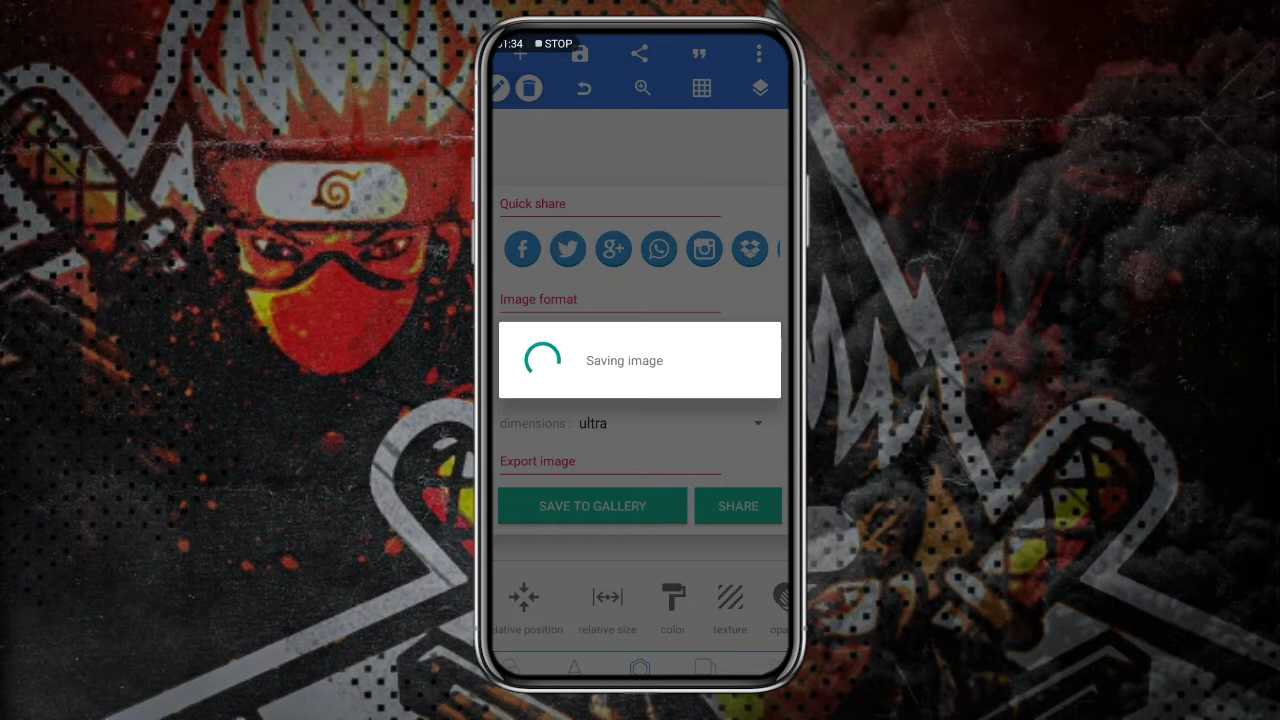 1:34 STOP
Quick share
Image format
Saving image
dimensions : ultra
Export image
SAVE TO GALLERY SHARE
relative size color texture